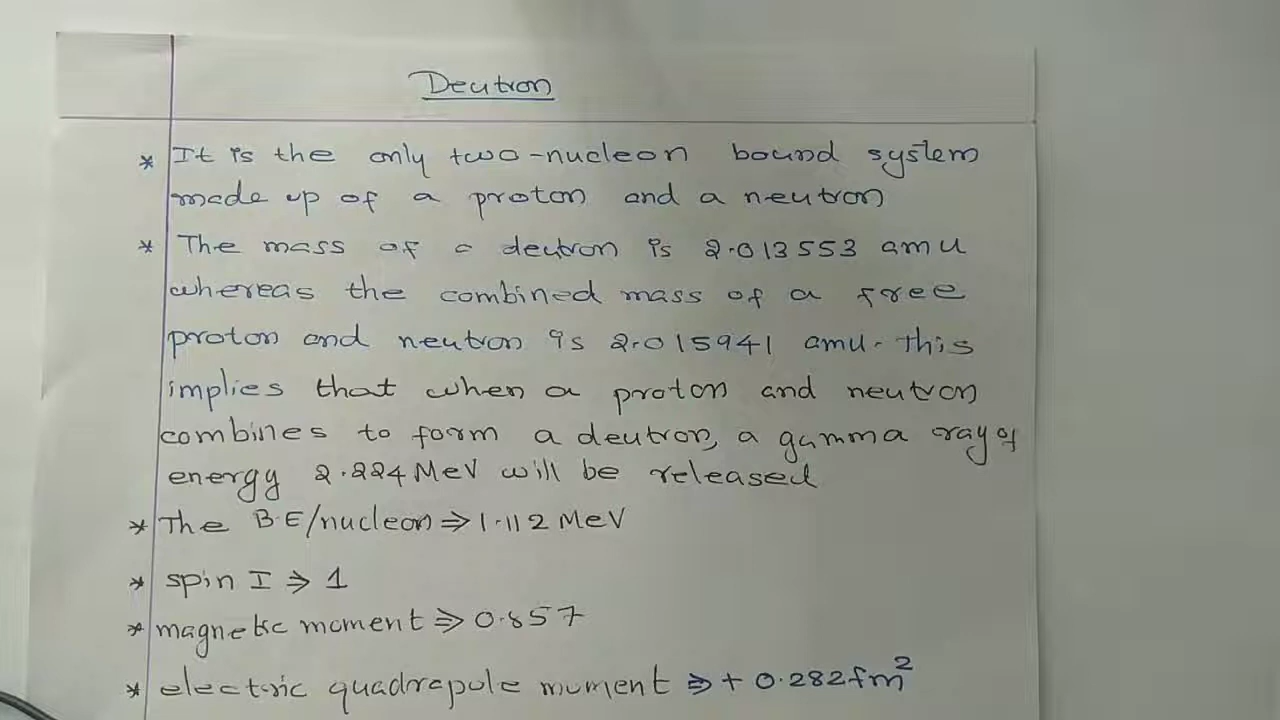 Deutron
* It is the only two-nucleon bound system
made up of a proton and a neutron
* The mass of a deutron is 2.013553 amu
whereas the combined mass of a free
proton and neutron is 2.015941 amu. This
implies that when a proton and neutron
combines to form a deutron, a gamma ray of
energy 2.224 MeV will be released
* The B.E/nucleon ⇒ 1.112 MeV
* spin I ⇒ 1
* magnetic moment ⇒ 0.857
* electric quadrapole moment ⇒ + 0.282 fm²